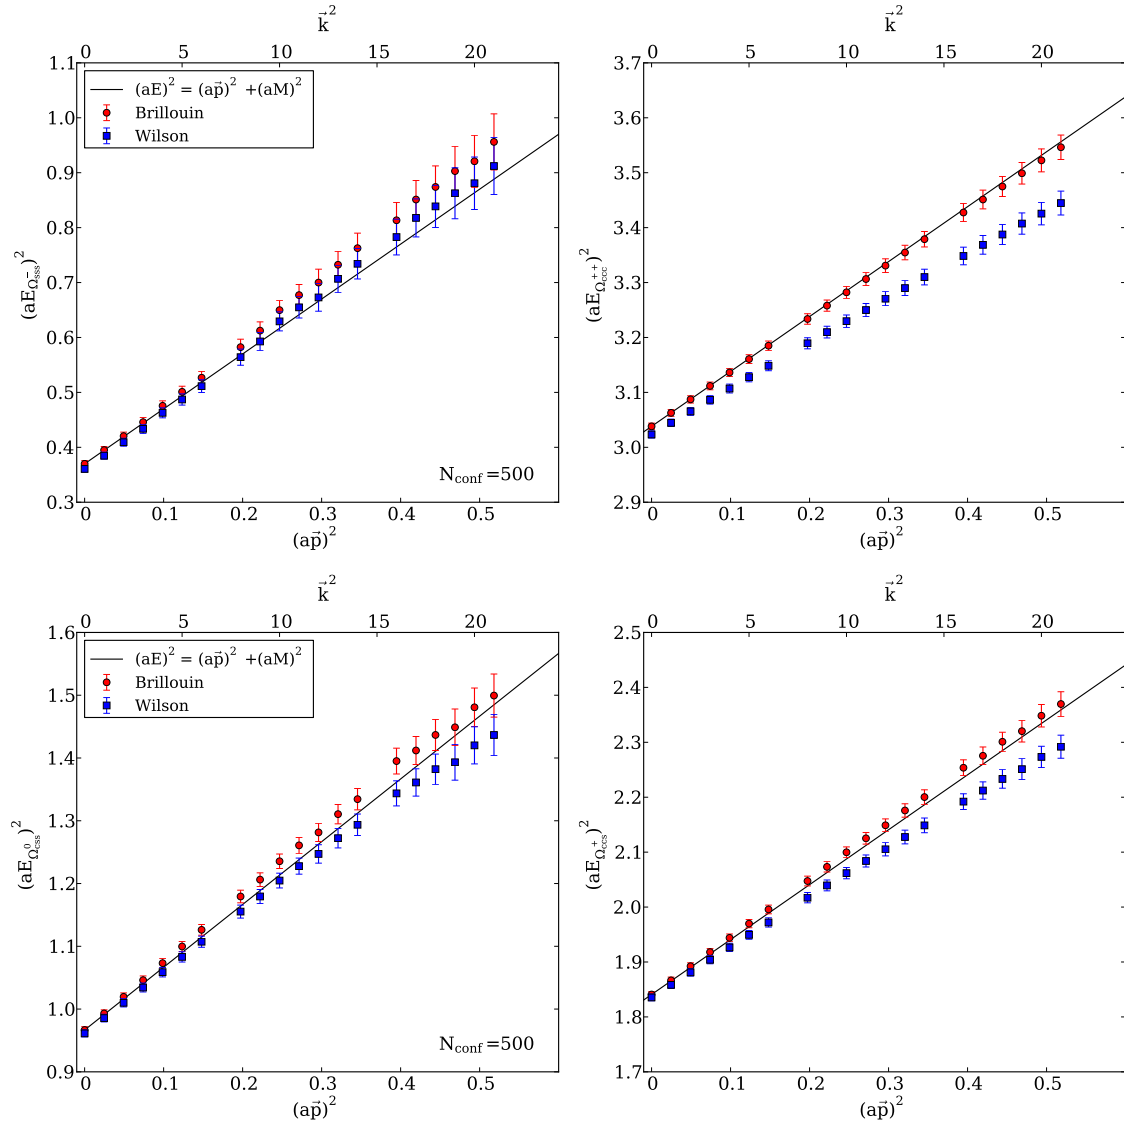 k⃗²
0 5 10 15 20
1.1
1.0
0.9
0.8
0.7
0.6
0.5
0.4
0.3
(aE_{Ω⁻_{sss}})²
(aE)² = (ap⃗)² +(aM)²
Brillouin
Wilson
N_{conf}=500
0 0.1 0.2 0.3 0.4 0.5
(ap⃗)²
k⃗²
0 5 10 15 20
3.7
3.6
3.5
3.4
3.3
3.2
3.1
3.0
2.9
(aE_{Ω⁺⁺_{ccc}})²
0 0.1 0.2 0.3 0.4 0.5
(ap⃗)²
k⃗²
0 5 10 15 20
1.6
1.5
1.4
1.3
1.2
1.1
1.0
0.9
(aE_{Ω⁰_{css}})²
(aE)² = (ap⃗)² +(aM)²
Brillouin
Wilson
N_{conf}=500
0 0.1 0.2 0.3 0.4 0.5
(ap⃗)²
k⃗²
0 5 10 15 20
2.5
2.4
2.3
2.2
2.1
2.0
1.9
1.8
1.7
(aE_{Ω⁺_{ccs}})²
0 0.1 0.2 0.3 0.4 0.5
(ap⃗)²